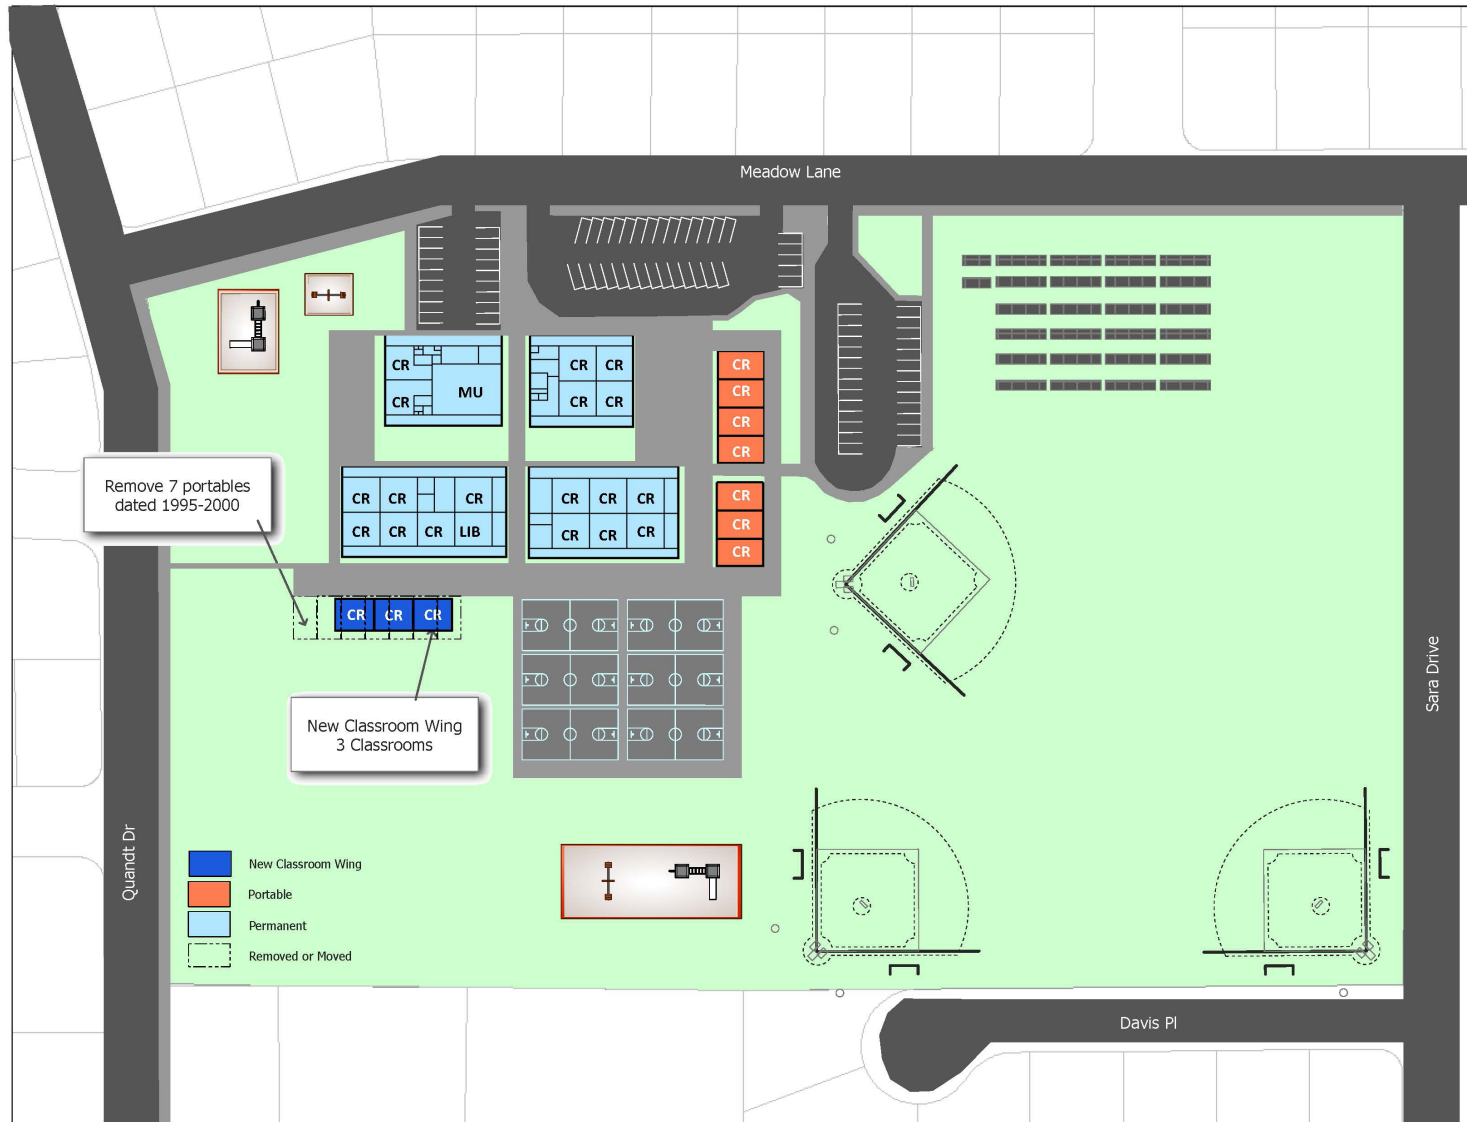 Meadow Lane
CR
CR
CR
CR
MU
CR
CR
CR
CR
CR
CR
CR
CR
Remove 7 portables
dated 1995-2000
CR
CR
CR
CR
CR
CR
LIB
CR
CR
CR
CR
CR
CR
CR
CR
CR
CR
CR
CR
New Classroom Wing
3 Classrooms
Sara Drive
Quandt Dr
New Classroom Wing
Portable
Permanent
Removed or Moved
Davis Pl